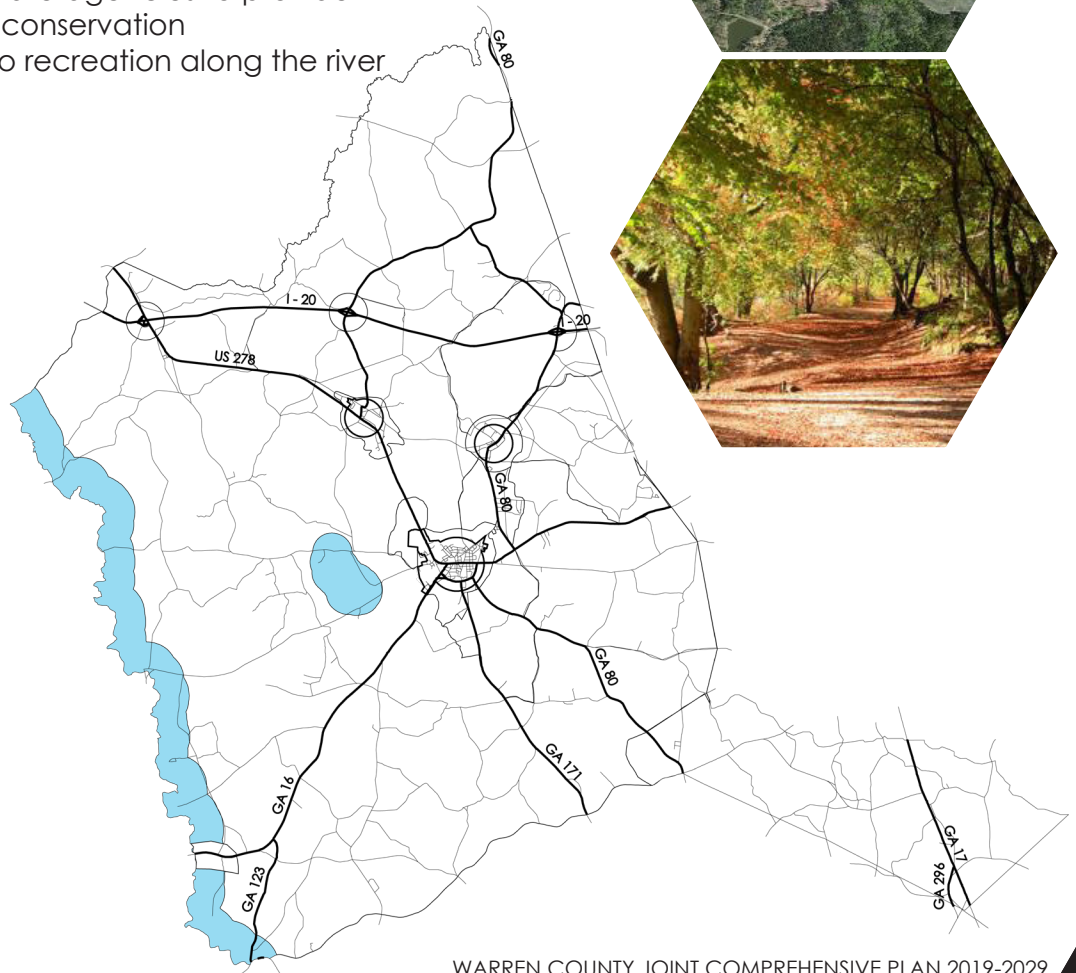 conservation
o recreation along the river
GA 80
I - 20
I - 20
US 278
GA 80
GA 80
GA 16
GA 171
GA 123
GA 17
GA 296
WARREN COUNTY JOINT COMPREHENSIVE PLAN 2019-2029